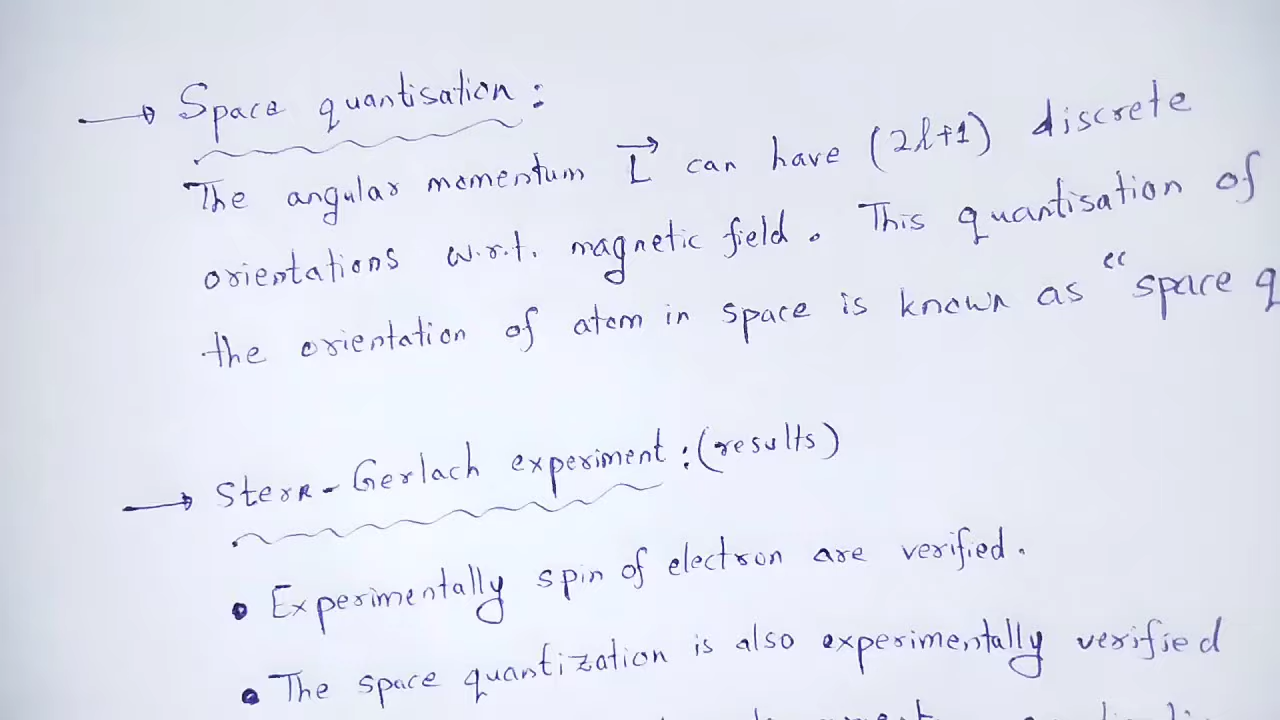 → Space quantisation :
The angular momentum L⃗ can have (2l+1) discrete
orientations w.r.t. magnetic field. This quantisation of
the orientation of atom in space is known as "space q
→ Stern-Gerlach experiment : (results)
• Experimentally spin of electron are verified.
• The space quantization is also experimentally verified